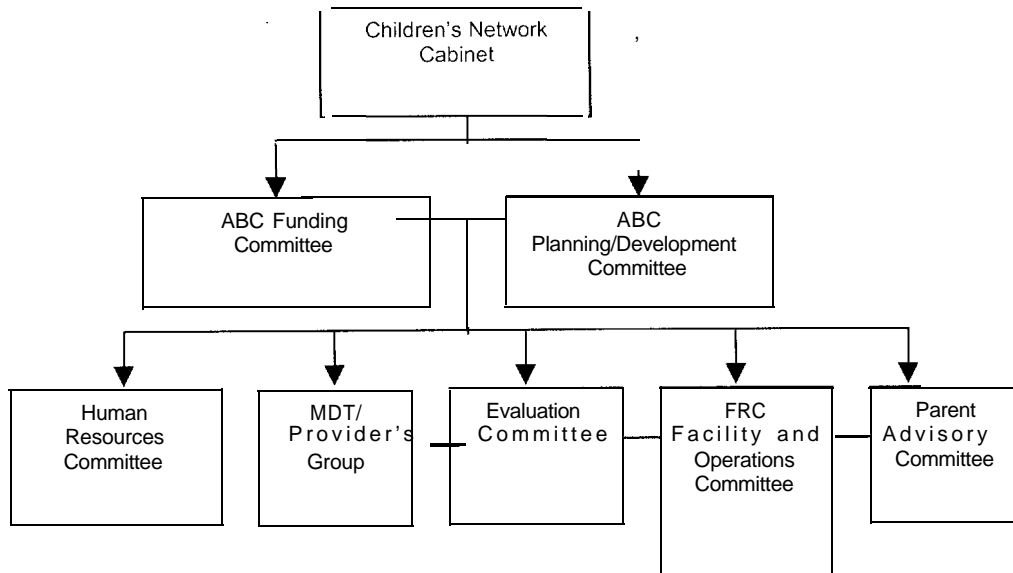 Children's Network
Cabinet
ABC Funding
Committee
ABC
Planning/Development
Committee
Human
Resources
Committee
MDT/
Provider's
Group
Evaluation
Committee
FRC
Facility and
Operations
Committee
Parent
Advisory
Committee